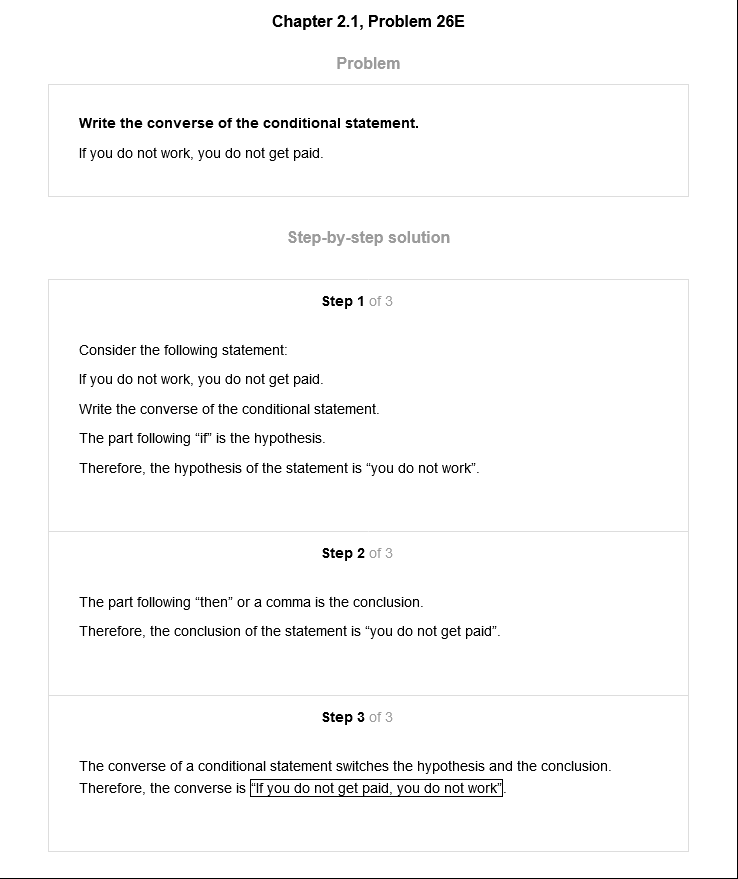 Chapter 2.1, Problem 26E
Problem
Write the converse of the conditional statement.
If you do not work, you do not get paid.
Step-by-step solution
Step 1 of 3
Consider the following statement:
If you do not work, you do not get paid.
Write the converse of the conditional statement.
The part following “if” is the hypothesis.
Therefore, the hypothesis of the statement is “you do not work”.
Step 2 of 3
The part following “then” or a comma is the conclusion.
Therefore, the conclusion of the statement is “you do not get paid”.
Step 3 of 3
The converse of a conditional statement switches the hypothesis and the conclusion.
Therefore, the converse is “If you do not get paid, you do not work”.